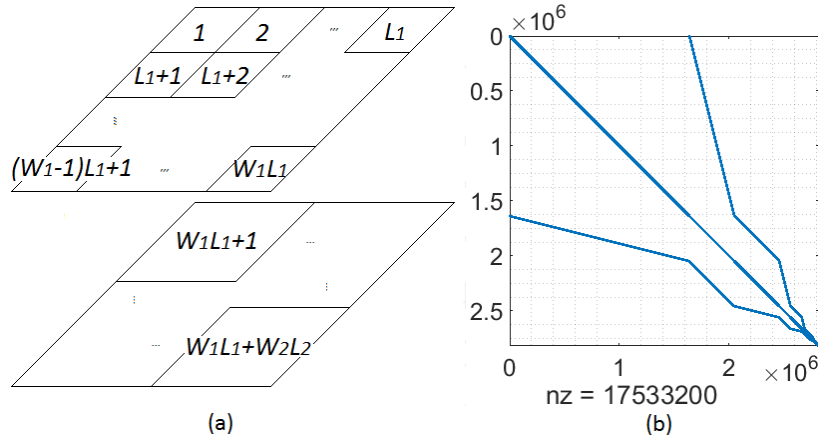 1 2 ... L1
L1+1 L1+2 ...
...
(W1-1)L1+1 ... W1L1
W1L1+1 ...
... ...
... W1L1+W2L2
(a)
×10^6
0
0.5
1
1.5
2
2.5
0 1 2 ×10^6
nz = 17533200
(b)